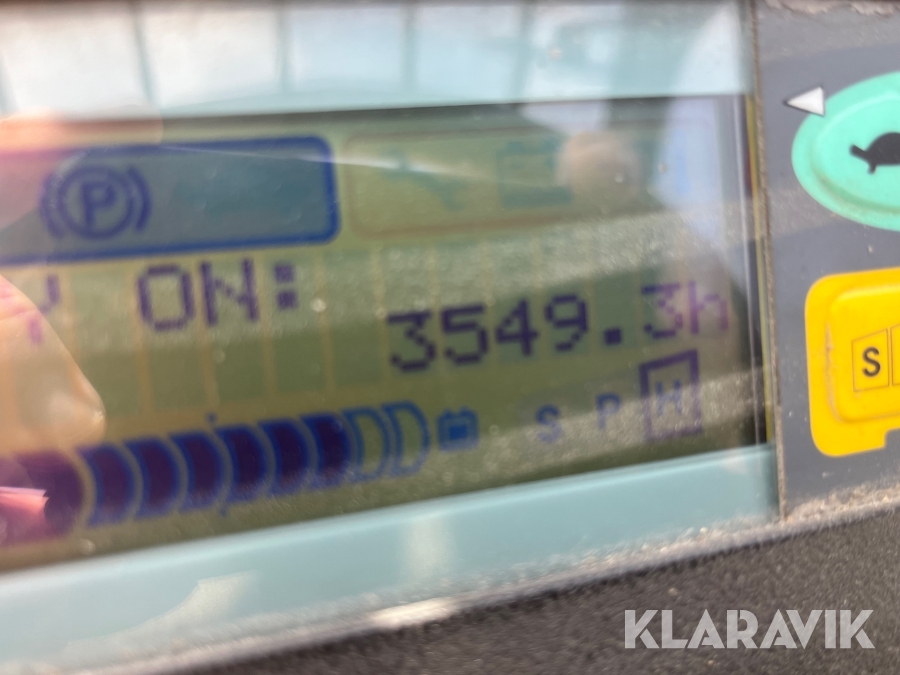 P
ON:
3549.3h
S P H
S
KLARAVIK